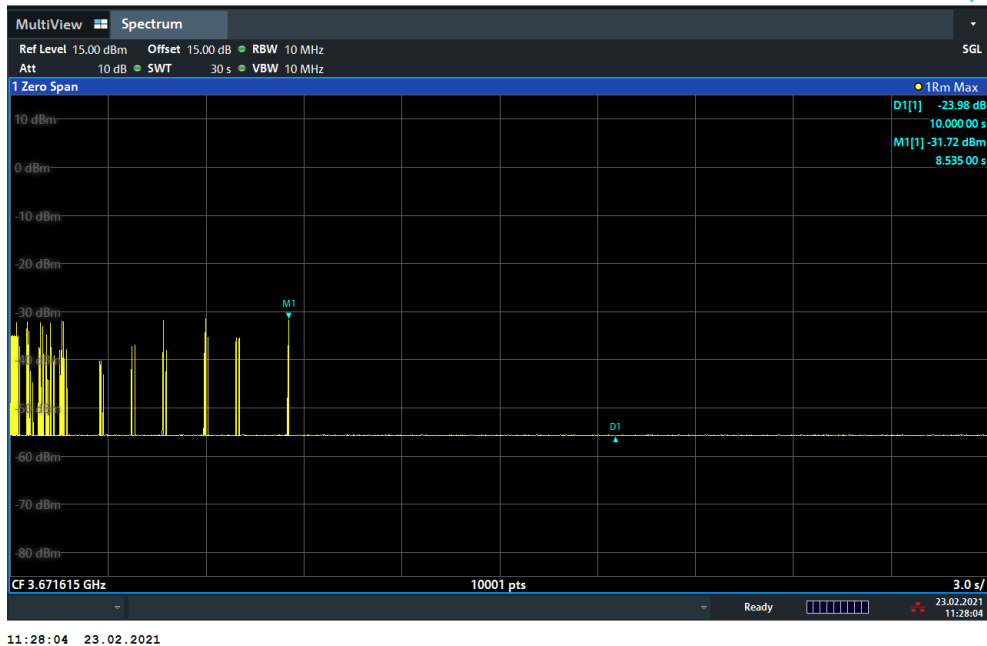 MultiView Spectrum
Ref Level 15.00 dBm Offset 15.00 dB RBW 10 MHz SGL
Att 10 dB SWT 30 s VBW 10 MHz
1 Zero Span 1Rm Max
D1[1] -23.98 dB
10.000 00 s
M1[1] -31.72 dBm
8.535 00 s
10 dBm
0 dBm
-10 dBm
-20 dBm
M1
-30 dBm
-40 dBm
-50 dBm
D1
-60 dBm
-70 dBm
-80 dBm
CF 3.671615 GHz 10001 pts 3.0 s/
Ready 23.02.2021
11:28:04
11:28:04 23.02.2021